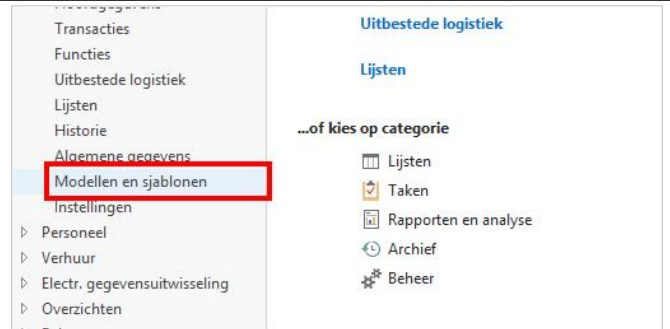 Transacties
Functies
Uitbestede logistiek
Lijsten
Historie
Algemene gegevens
Modellen en sjablonen
Instellingen
Personeel
Verhuur
Electr. gegevensuitwisseling
Overzichten
Uitbestede logistiek
Lijsten
...of kies op categorie
Lijsten
Taken
Rapporten en analyse
Archief
Beheer